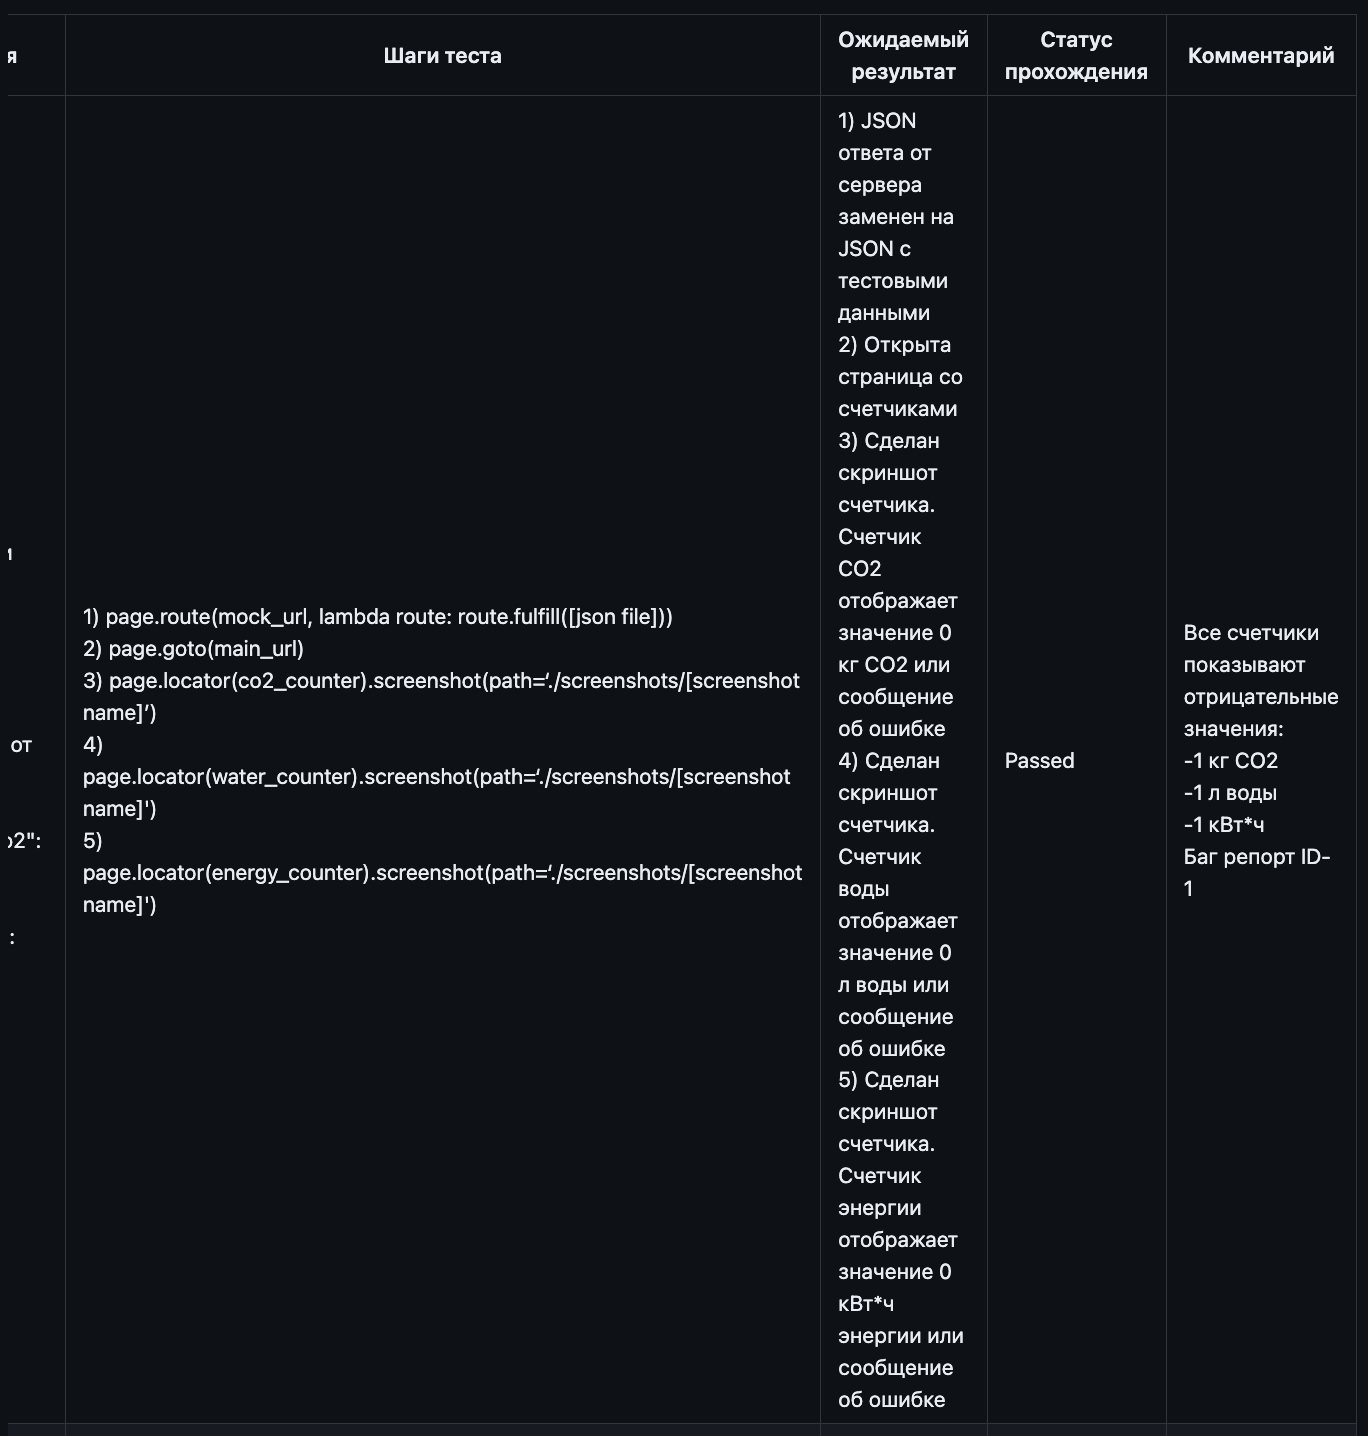 я
Шаги теста
Ожидаемый
результат
Статус
прохождения
Комментарий
от
1) page.route(mock_url, lambda route: route.fulfill([json file]))
2) page.goto(main_url)
3) page.locator(co2_counter).screenshot(path=‘./screenshots/[screenshot
name]’)
4)
page.locator(water_counter).screenshot(path=‘./screenshots/[screenshot
name]')
5)
page.locator(energy_counter).screenshot(path=‘./screenshots/[screenshot
name]')
1) JSON
ответа от
сервера
заменен на
JSON с
тестовыми
данными
2) Открыта
страница со
счетчиками
3) Сделан
скриншот
счетчика.
Счетчик
СО2
отображает
значение 0
кг СО2 или
сообщение
об ошибке
4) Сделан
скриншот
счетчика.
Счетчик
воды
отображает
значение 0
л воды или
сообщение
об ошибке
5) Сделан
скриншот
счетчика.
Счетчик
энергии
отображает
значение 0
кВт*ч
энергии или
сообщение
об ошибке
Passed
Все счетчики
показывают
отрицательные
значения:
-1 кг СО2
-1 л воды
-1 кВт*ч
Баг репорт ID-
1